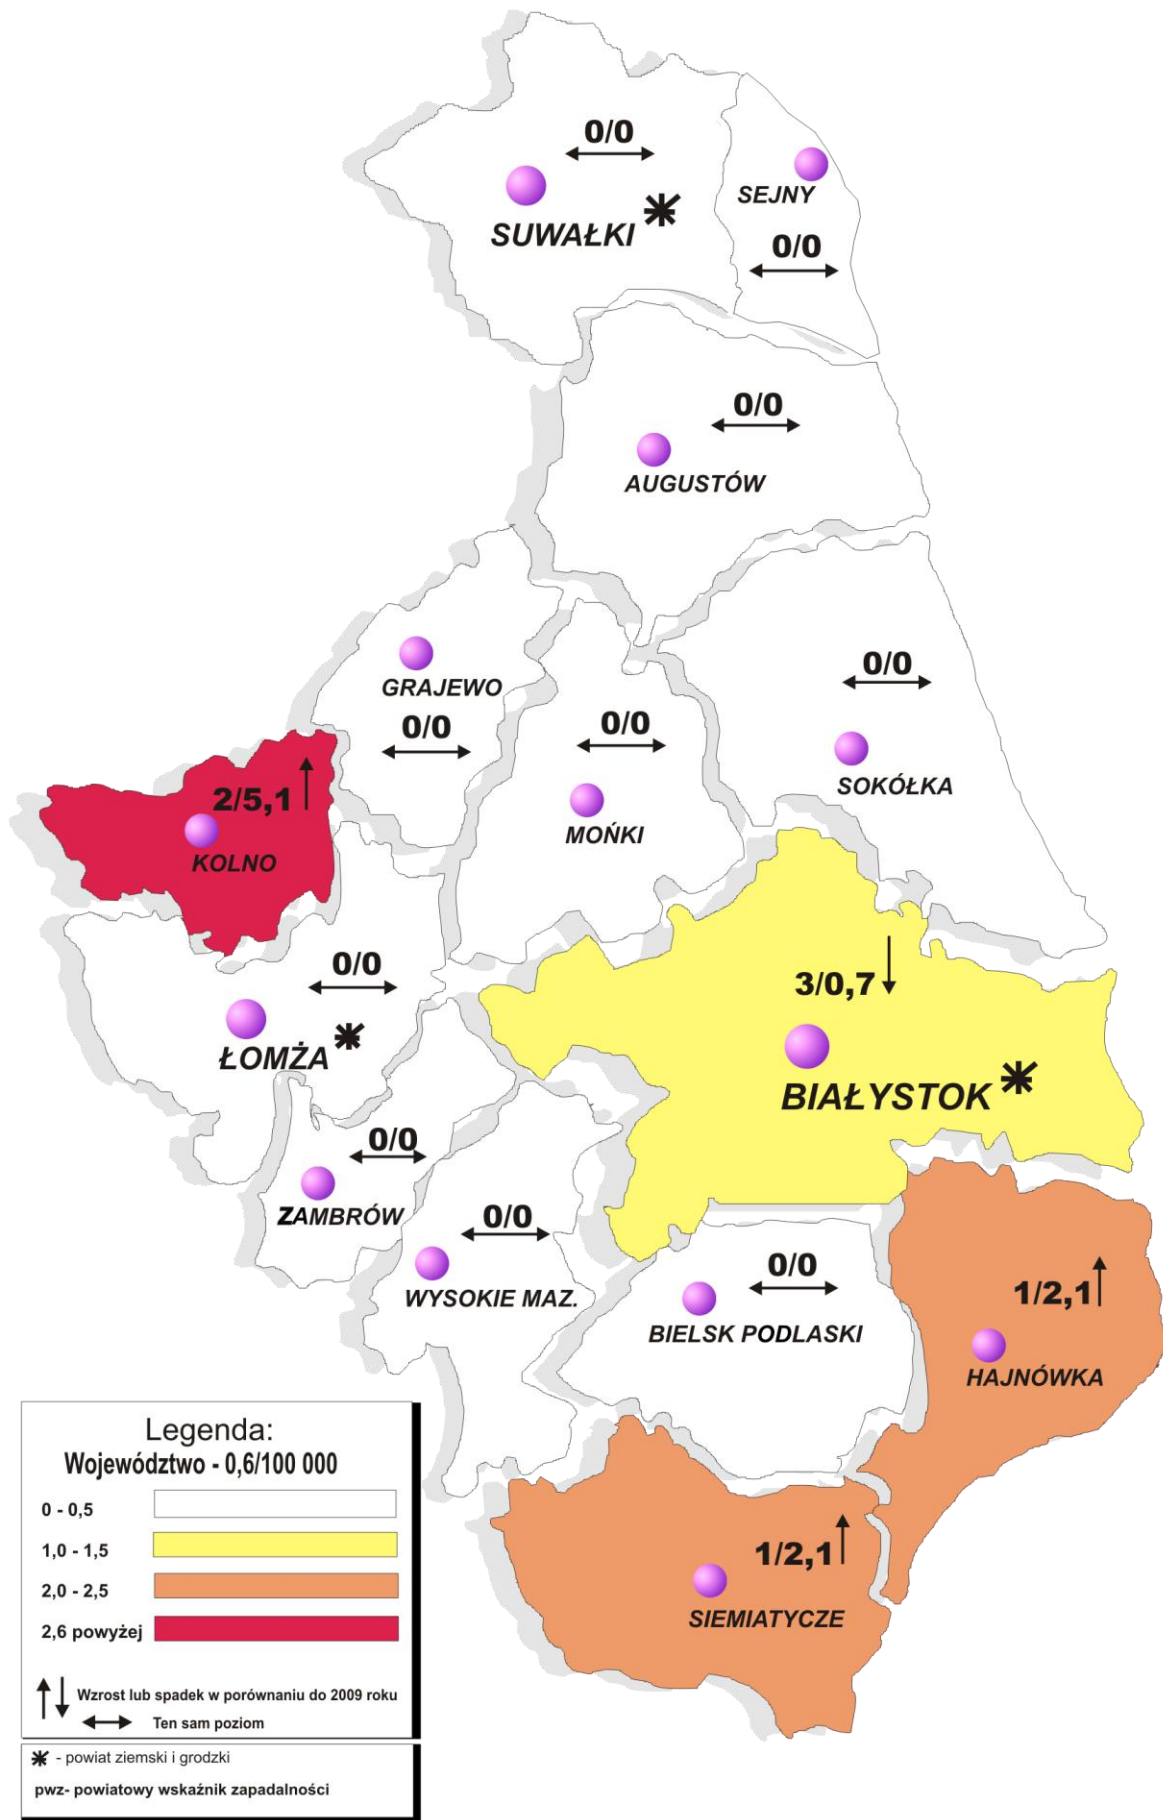 0/0
SUWAŁKI
SEJNY
0/0
0/0
AUGUSTÓW
GRAJEWO
0/0
0/0
MOŃKI
0/0
SOKÓŁKA
2/5,1
KOLNO
0/0
ŁOMŻA
3/0,7
BIAŁYSTOK
0/0
ZAMBRÓW
0/0
WYSOKIE MAZ.
0/0
BIELSK PODLASKI
1/2,1
HAJNÓWKA
1/2,1
SIEMIATYCZE
Legenda:
Województwo - 0,6/100 000
0 - 0,5
1,0 - 1,5
2,0 - 2,5
2,6 powyżej
Wzrost lub spadek w porównaniu do 2009 roku
Ten sam poziom
- powiat ziemski i grodzki
pwz- powiatowy wskaźnik zapadalności